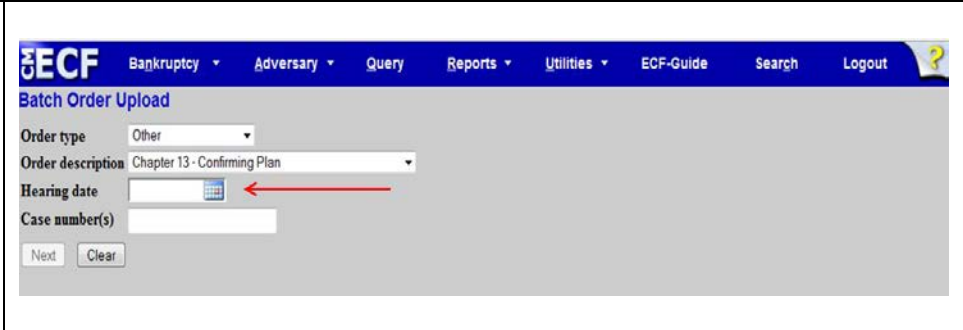 CM ECF Bankruptcy Adversary Query Reports Utilities ECF-Guide Search Logout ?
Batch Order Upload
Order type Other
Order description Chapter 13 - Confirming Plan
Hearing date
Case number(s)
Next Clear